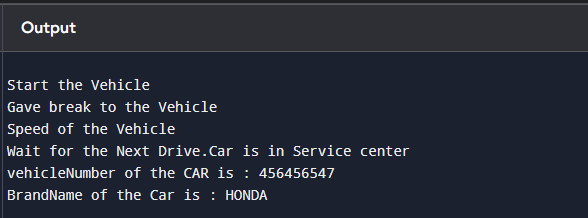 Output
Start the Vehicle
Gave break to the Vehicle
Speed of the Vehicle
Wait for the Next Drive.Car is in Service center
vehicleNumber of the CAR is : 456456547
BrandName of the Car is : HONDA